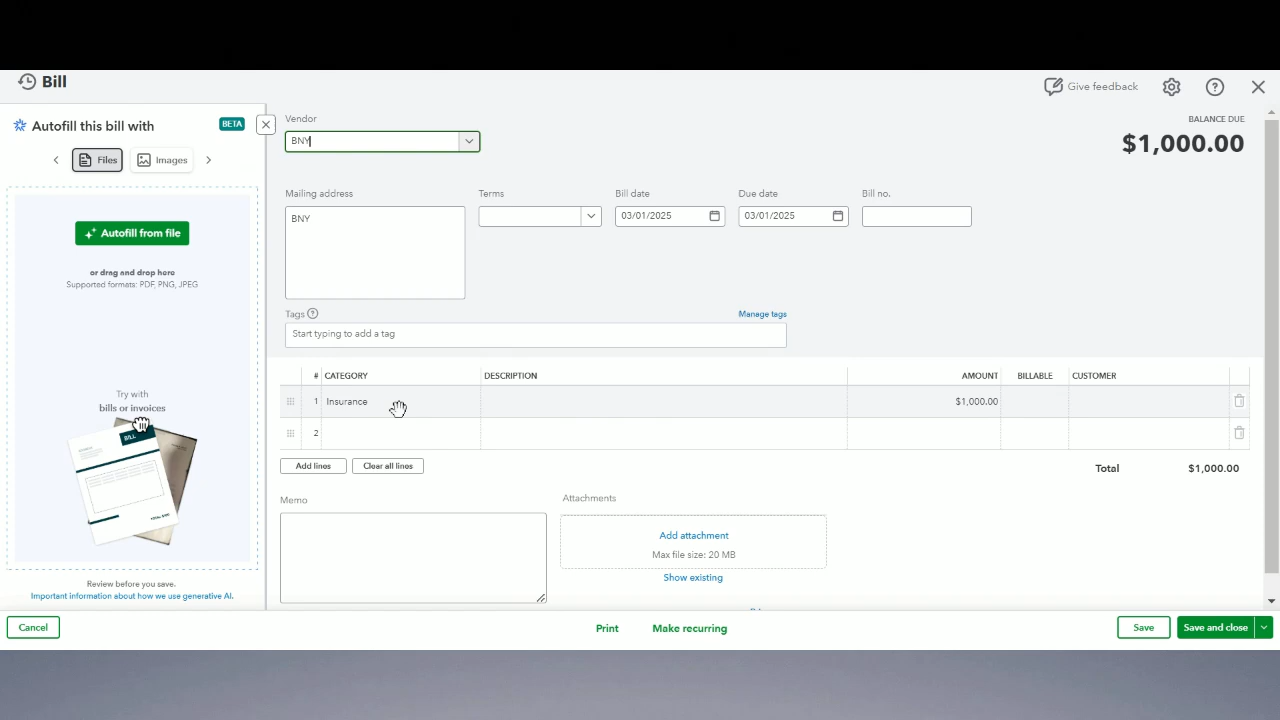 Bill
Give feedback
Autofill this bill with
BETA
Files
Images
Autofill from file
or drag and drop here
Supported formats: PDF, PNG, JPEG
Try with
bills or invoices
BILL
Review before you save.
Important information about how we use generative AI.
Vendor
BNY
BALANCE DUE
$1,000.00
Mailing address
BNY
Terms
Bill date
03/01/2025
Due date
03/01/2025
Bill no.
Tags
Manage tags
Start typing to add a tag
# CATEGORY DESCRIPTION AMOUNT BILLABLE CUSTOMER
1 Insurance $1,000.00
2
Add lines Clear all lines
Total $1,000.00
Memo
Attachments
Add attachment
Max file size: 20 MB
Show existing
Cancel Print Make recurring Save Save and close